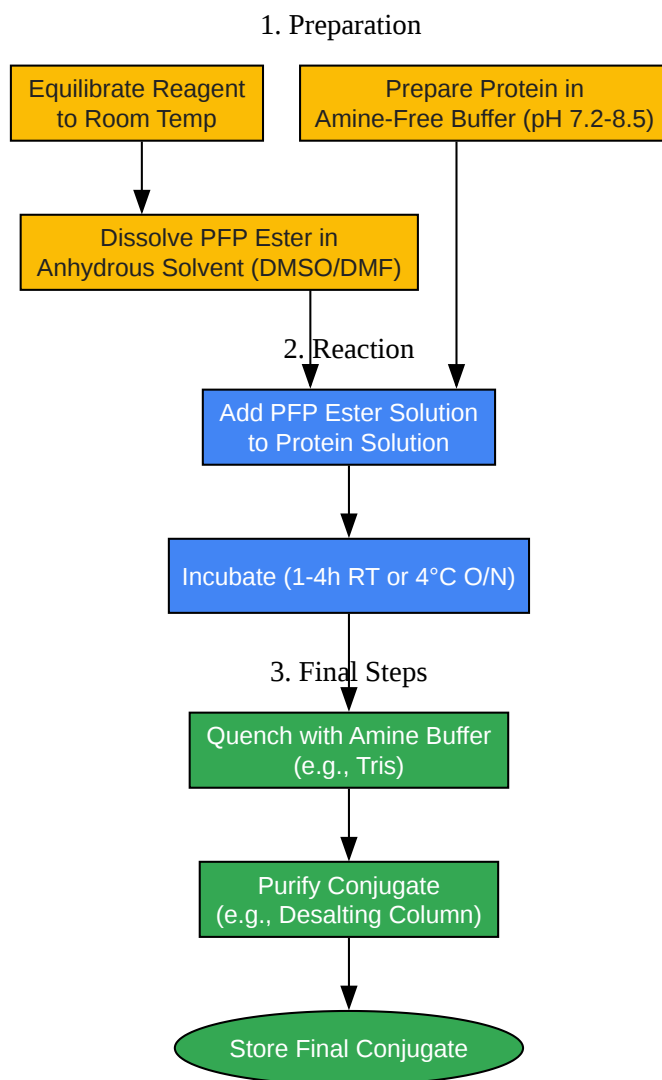 1. Preparation
Equilibrate Reagent
to Room Temp
Prepare Protein in
Amine-Free Buffer (pH 7.2-8.5)
Dissolve PFP Ester in
Anhydrous Solvent (DMSO/DMF)
2. Reaction
Add PFP Ester Solution
to Protein Solution
Incubate (1-4h RT or 4°C O/N)
3. Final Steps
Quench with Amine Buffer
(e.g., Tris)
Purify Conjugate
(e.g., Desalting Column)
Store Final Conjugate